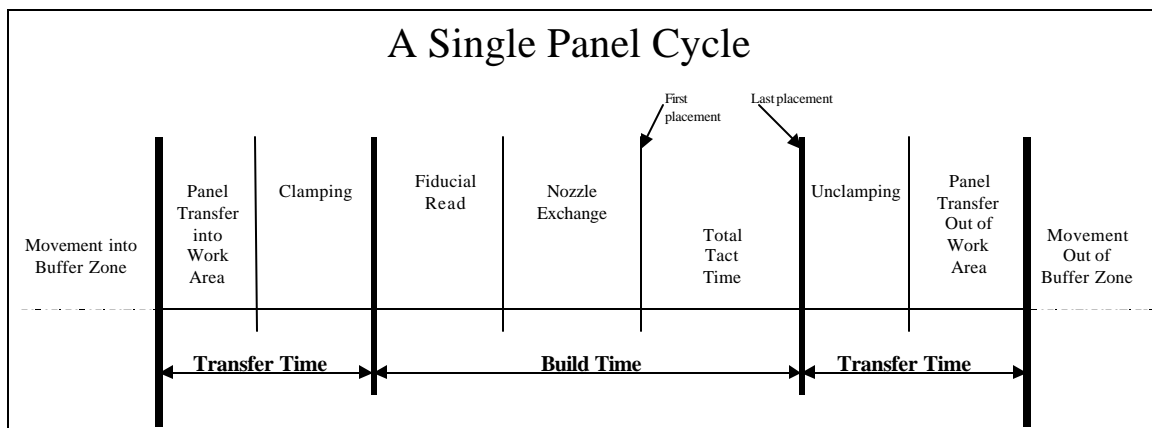 A Single Panel Cycle
First
placement
Last placement
Movement into
Buffer Zone
Panel
Transfer
into
Work
Area
Clamping
Fiducial
Read
Nozzle
Exchange
Total
Tact
Time
Unclamping
Panel
Transfer
Out of
Work
Area
Movement
Out of
Buffer Zone
Transfer Time
Build Time
Transfer Time